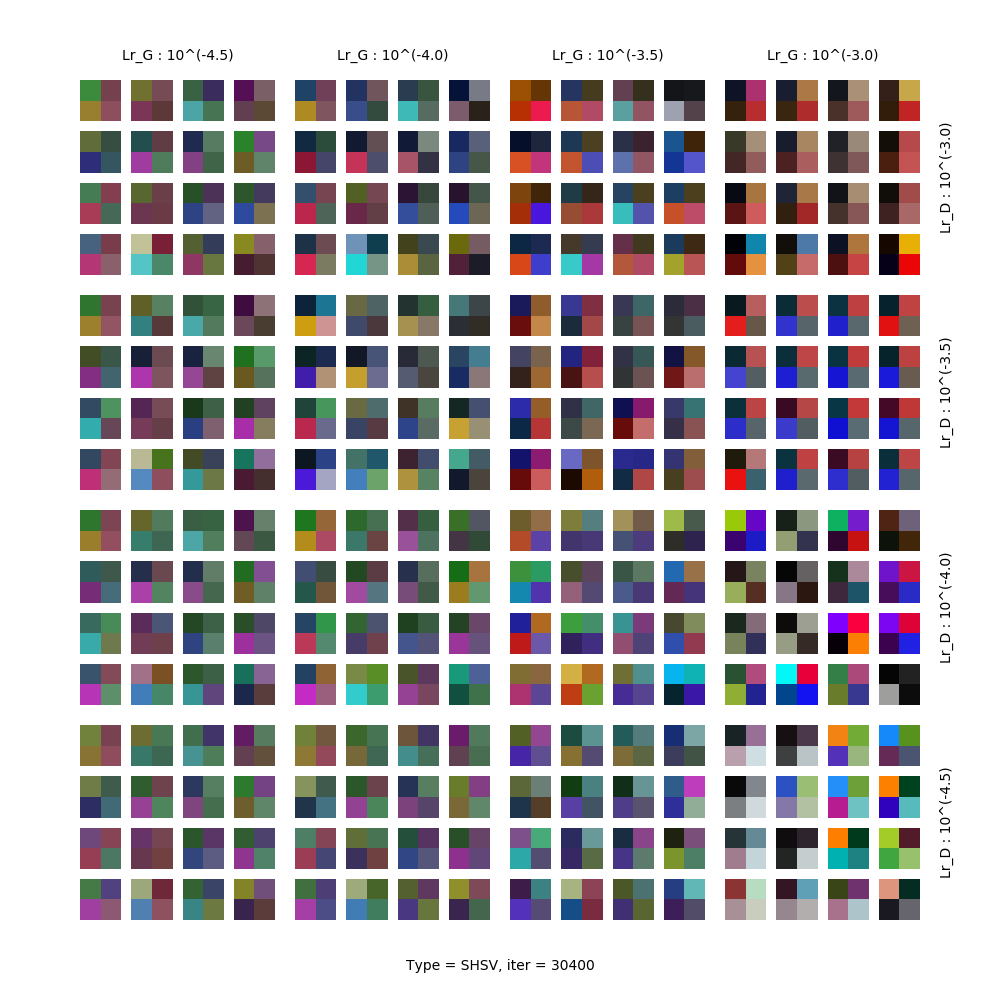 Lr_G : 10^(-4.5)
Lr_G : 10^(-4.0)
Lr_G : 10^(-3.5)
Lr_G : 10^(-3.0)
Lr_D : 10^(-3.0)
Lr_D : 10^(-3.5)
Lr_D : 10^(-4.0)
Lr_D : 10^(-4.5)
Type = SHSV, iter = 30400